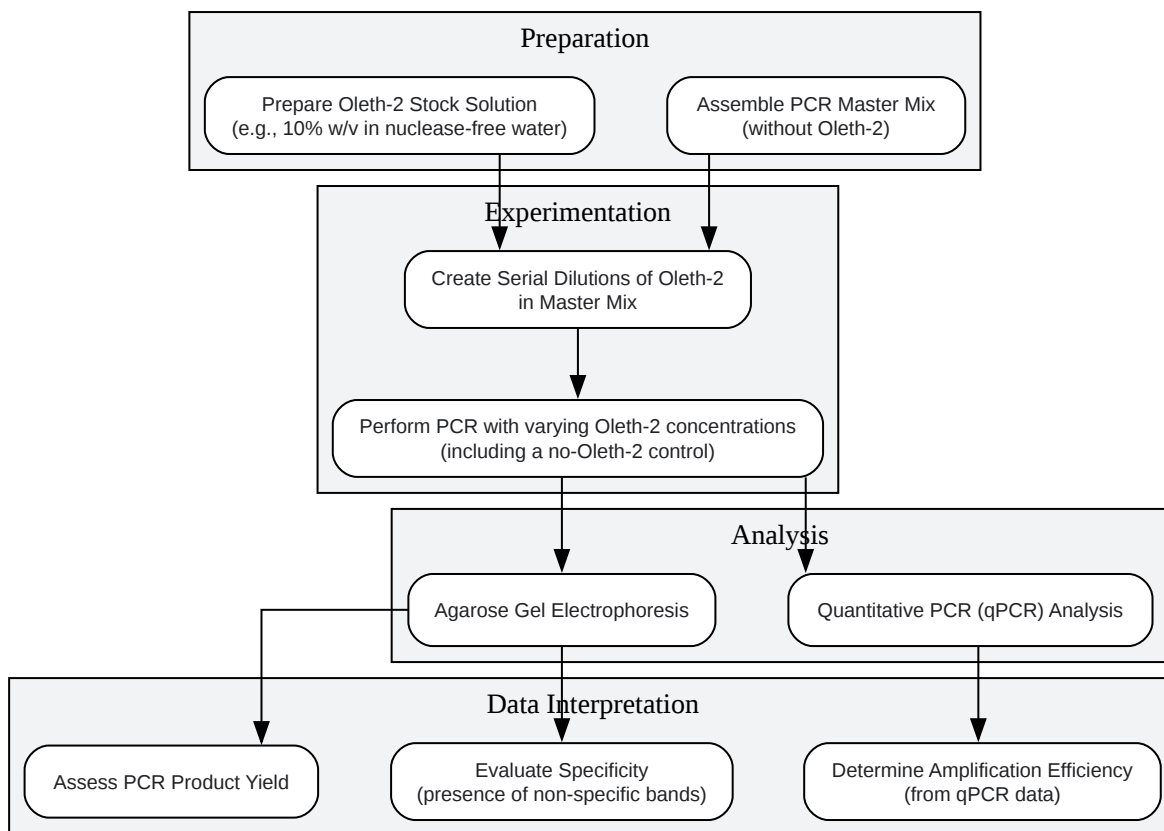 Preparation
Prepare Oleth-2 Stock Solution
(e.g., 10% w/v in nuclease-free water)
Assemble PCR Master Mix
(without Oleth-2)
Experimentation
Create Serial Dilutions of Oleth-2
in Master Mix
Perform PCR with varying Oleth-2 concentrations
(including a no-Oleth-2 control)
Analysis
Agarose Gel Electrophoresis
Quantitative PCR (qPCR) Analysis
Data Interpretation
Assess PCR Product Yield
Evaluate Specificity
(presence of non-specific bands)
Determine Amplification Efficiency
(from qPCR data)